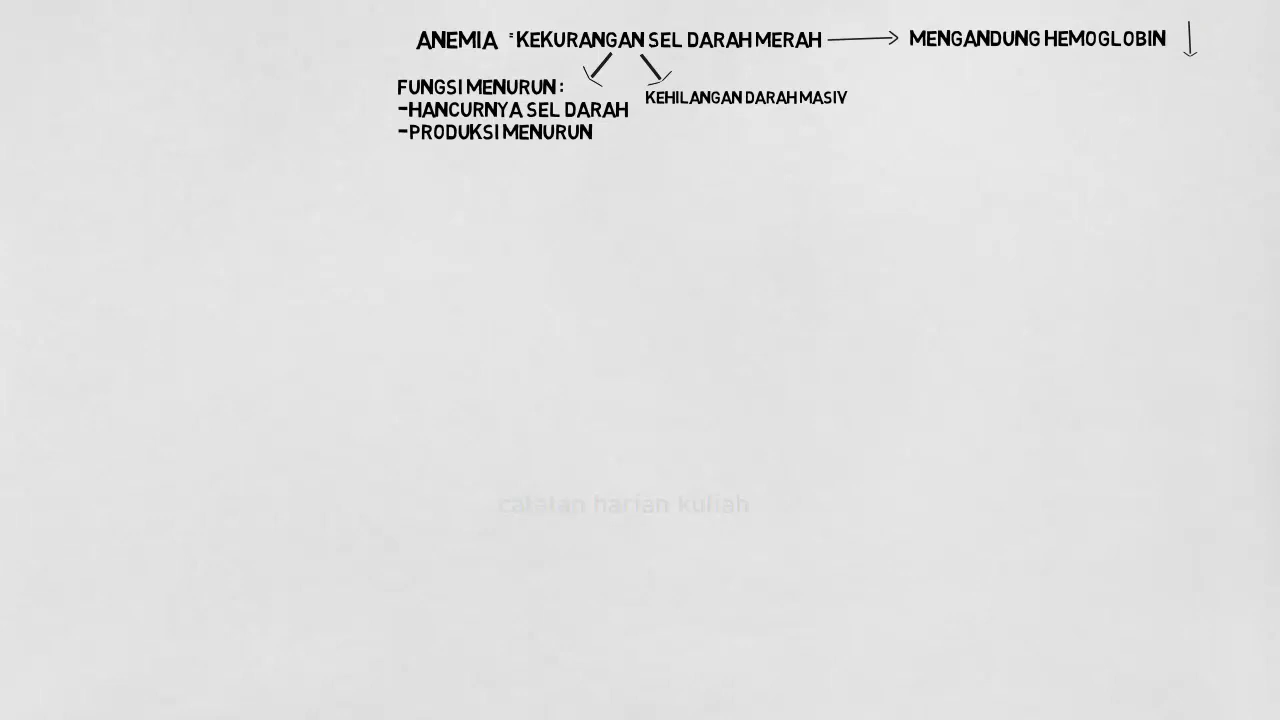 ANEMIA = KEKURANGAN SEL DARAH MERAH MENGANDUNG HEMOGLOBIN
FUNGSI MENURUN :
-HANCURNYA SEL DARAH
-PRODUKSI MENURUN
KEHILANGAN DARAH MASIV
catatan harian kuliah